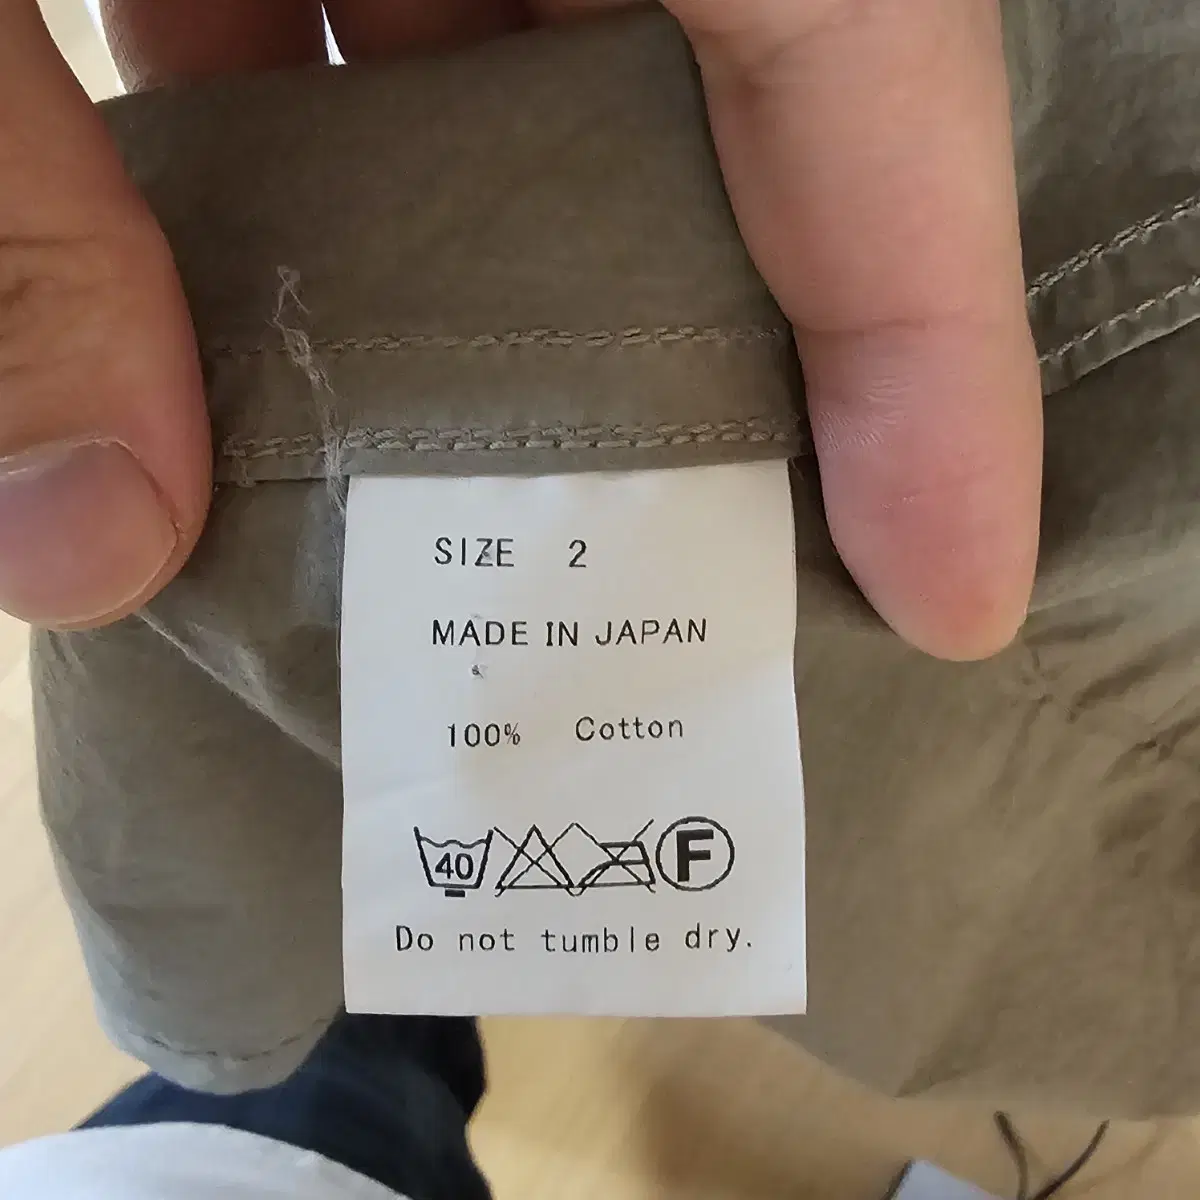 SIZE 2
MADE IN JAPAN
100% Cotton
40 F
Do not tumble dry.